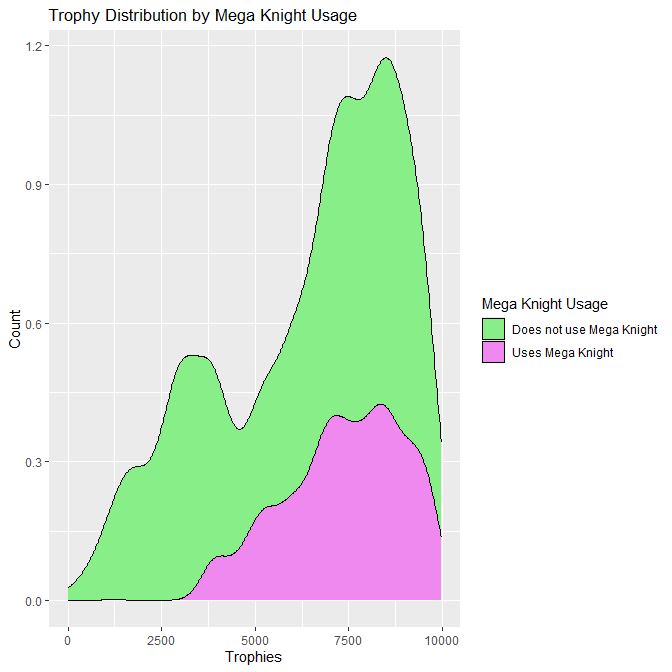 Trophy Distribution by Mega Knight Usage
1.2
0.9
0.6
0.3
0.0
Count
0 2500 5000 7500 10000
Trophies
Mega Knight Usage
Does not use Mega Knight
Uses Mega Knight